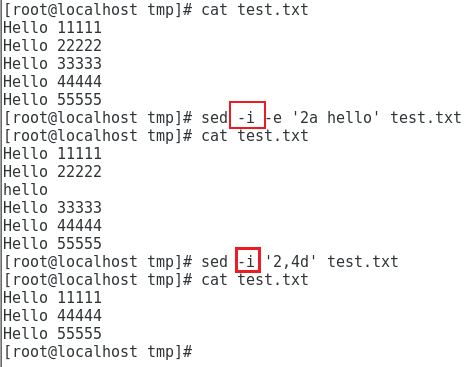 [root@localhost tmp]# cat test.txt
Hello 11111
Hello 22222
Hello 33333
Hello 44444
Hello 55555
[root@localhost tmp]# sed -i -e '2a hello' test.txt
[root@localhost tmp]# cat test.txt
Hello 11111
Hello 22222
hello
Hello 33333
Hello 44444
Hello 55555
[root@localhost tmp]# sed -i '2,4d' test.txt
[root@localhost tmp]# cat test.txt
Hello 11111
Hello 44444
Hello 55555
[root@localhost tmp]#